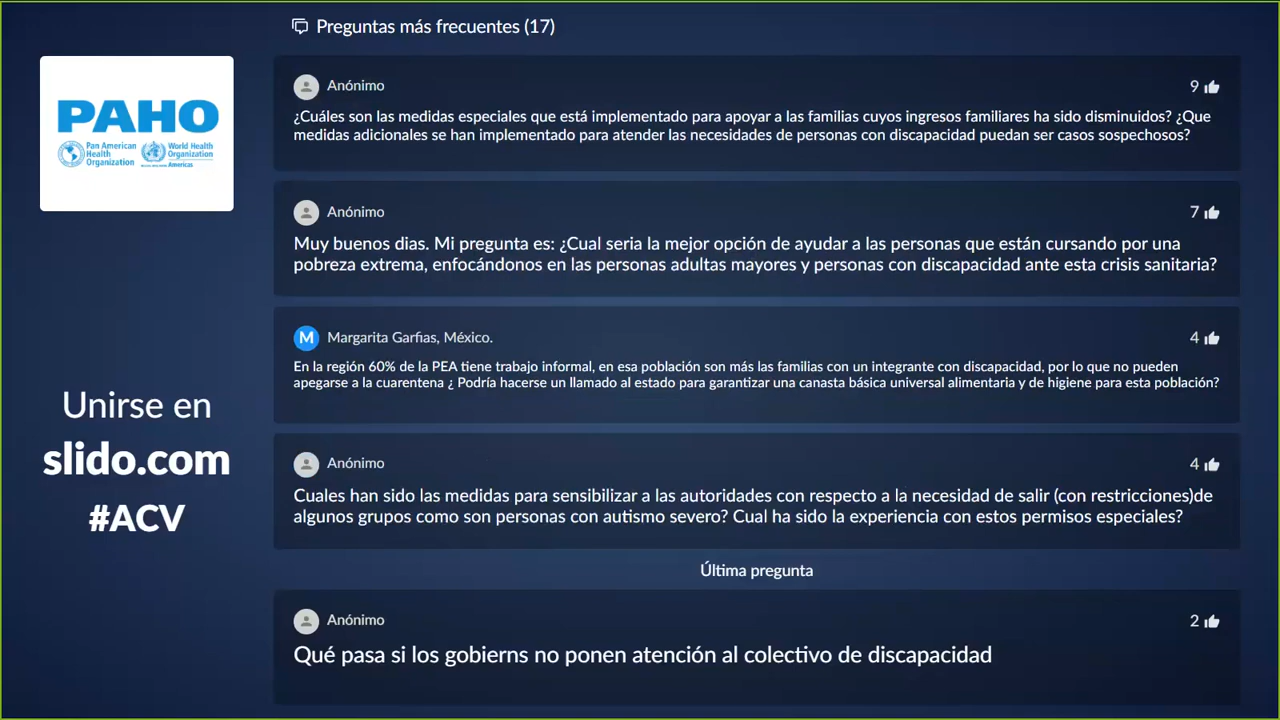 Preguntas más frecuentes (17)
PAHO
Pan American
Health
Organization
World Health
Organization
Americas
Anónimo
9
¿Cuáles son las medidas especiales que está implementado para apoyar a las familias cuyos ingresos familiares ha sido disminuidos? ¿Que
medidas adicionales se han implementado para atender las necesidades de personas con discapacidad puedan ser casos sospechosos?
Anónimo
7
Muy buenos dias. Mi pregunta es: ¿Cual seria la mejor opción de ayudar a las personas que están cursando por una
pobreza extrema, enfocándonos en las personas adultas mayores y personas con discapacidad ante esta crisis sanitaria?
M
Margarita Garfias, México.
4
En la región 60% de la PEA tiene trabajo informal, en esa población son más las familias con un integrante con discapacidad, por lo que no pueden
apegarse a la cuarentena ¿ Podría hacerse un llamado al estado para garantizar una canasta básica universal alimentaria y de higiene para esta población?
Anónimo
4
Cuales han sido las medidas para sensibilizar a las autoridades con respecto a la necesidad de salir (con restricciones)de
algunos grupos como son personas con autismo severo? Cual ha sido la experiencia con estos permisos especiales?
Última pregunta
Anónimo
2
Qué pasa si los gobierns no ponen atención al colectivo de discapacidad
Unirse en
slido.com
#ACV